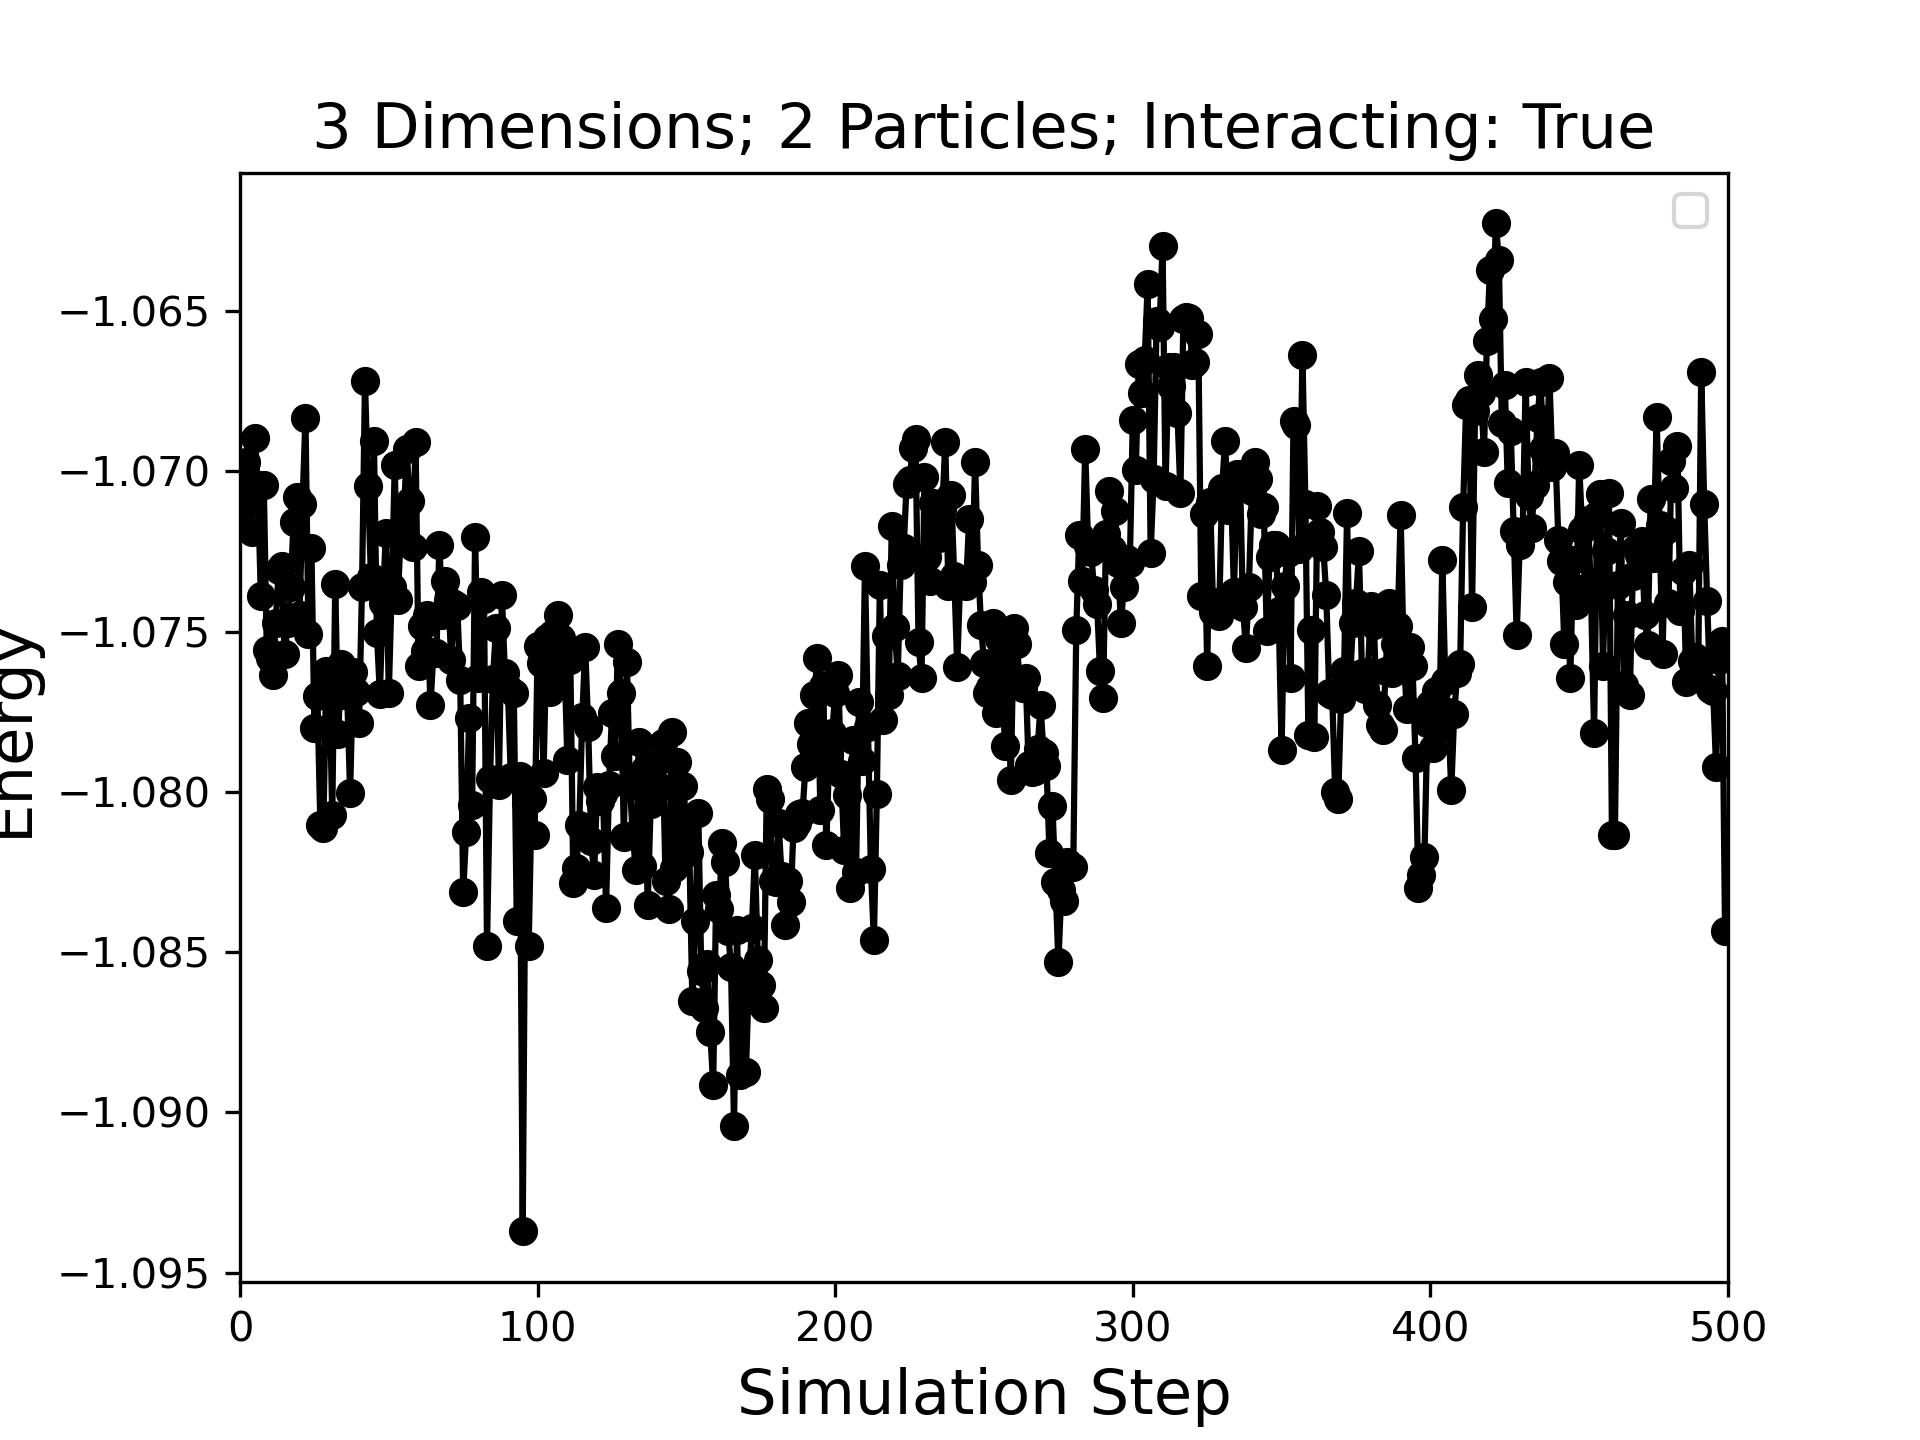 3 Dimensions; 2 Particles; Interacting: True
Energy
−1.065
−1.070
−1.075
−1.080
−1.085
−1.090
−1.095
0 100 200 300 400 500
Simulation Step